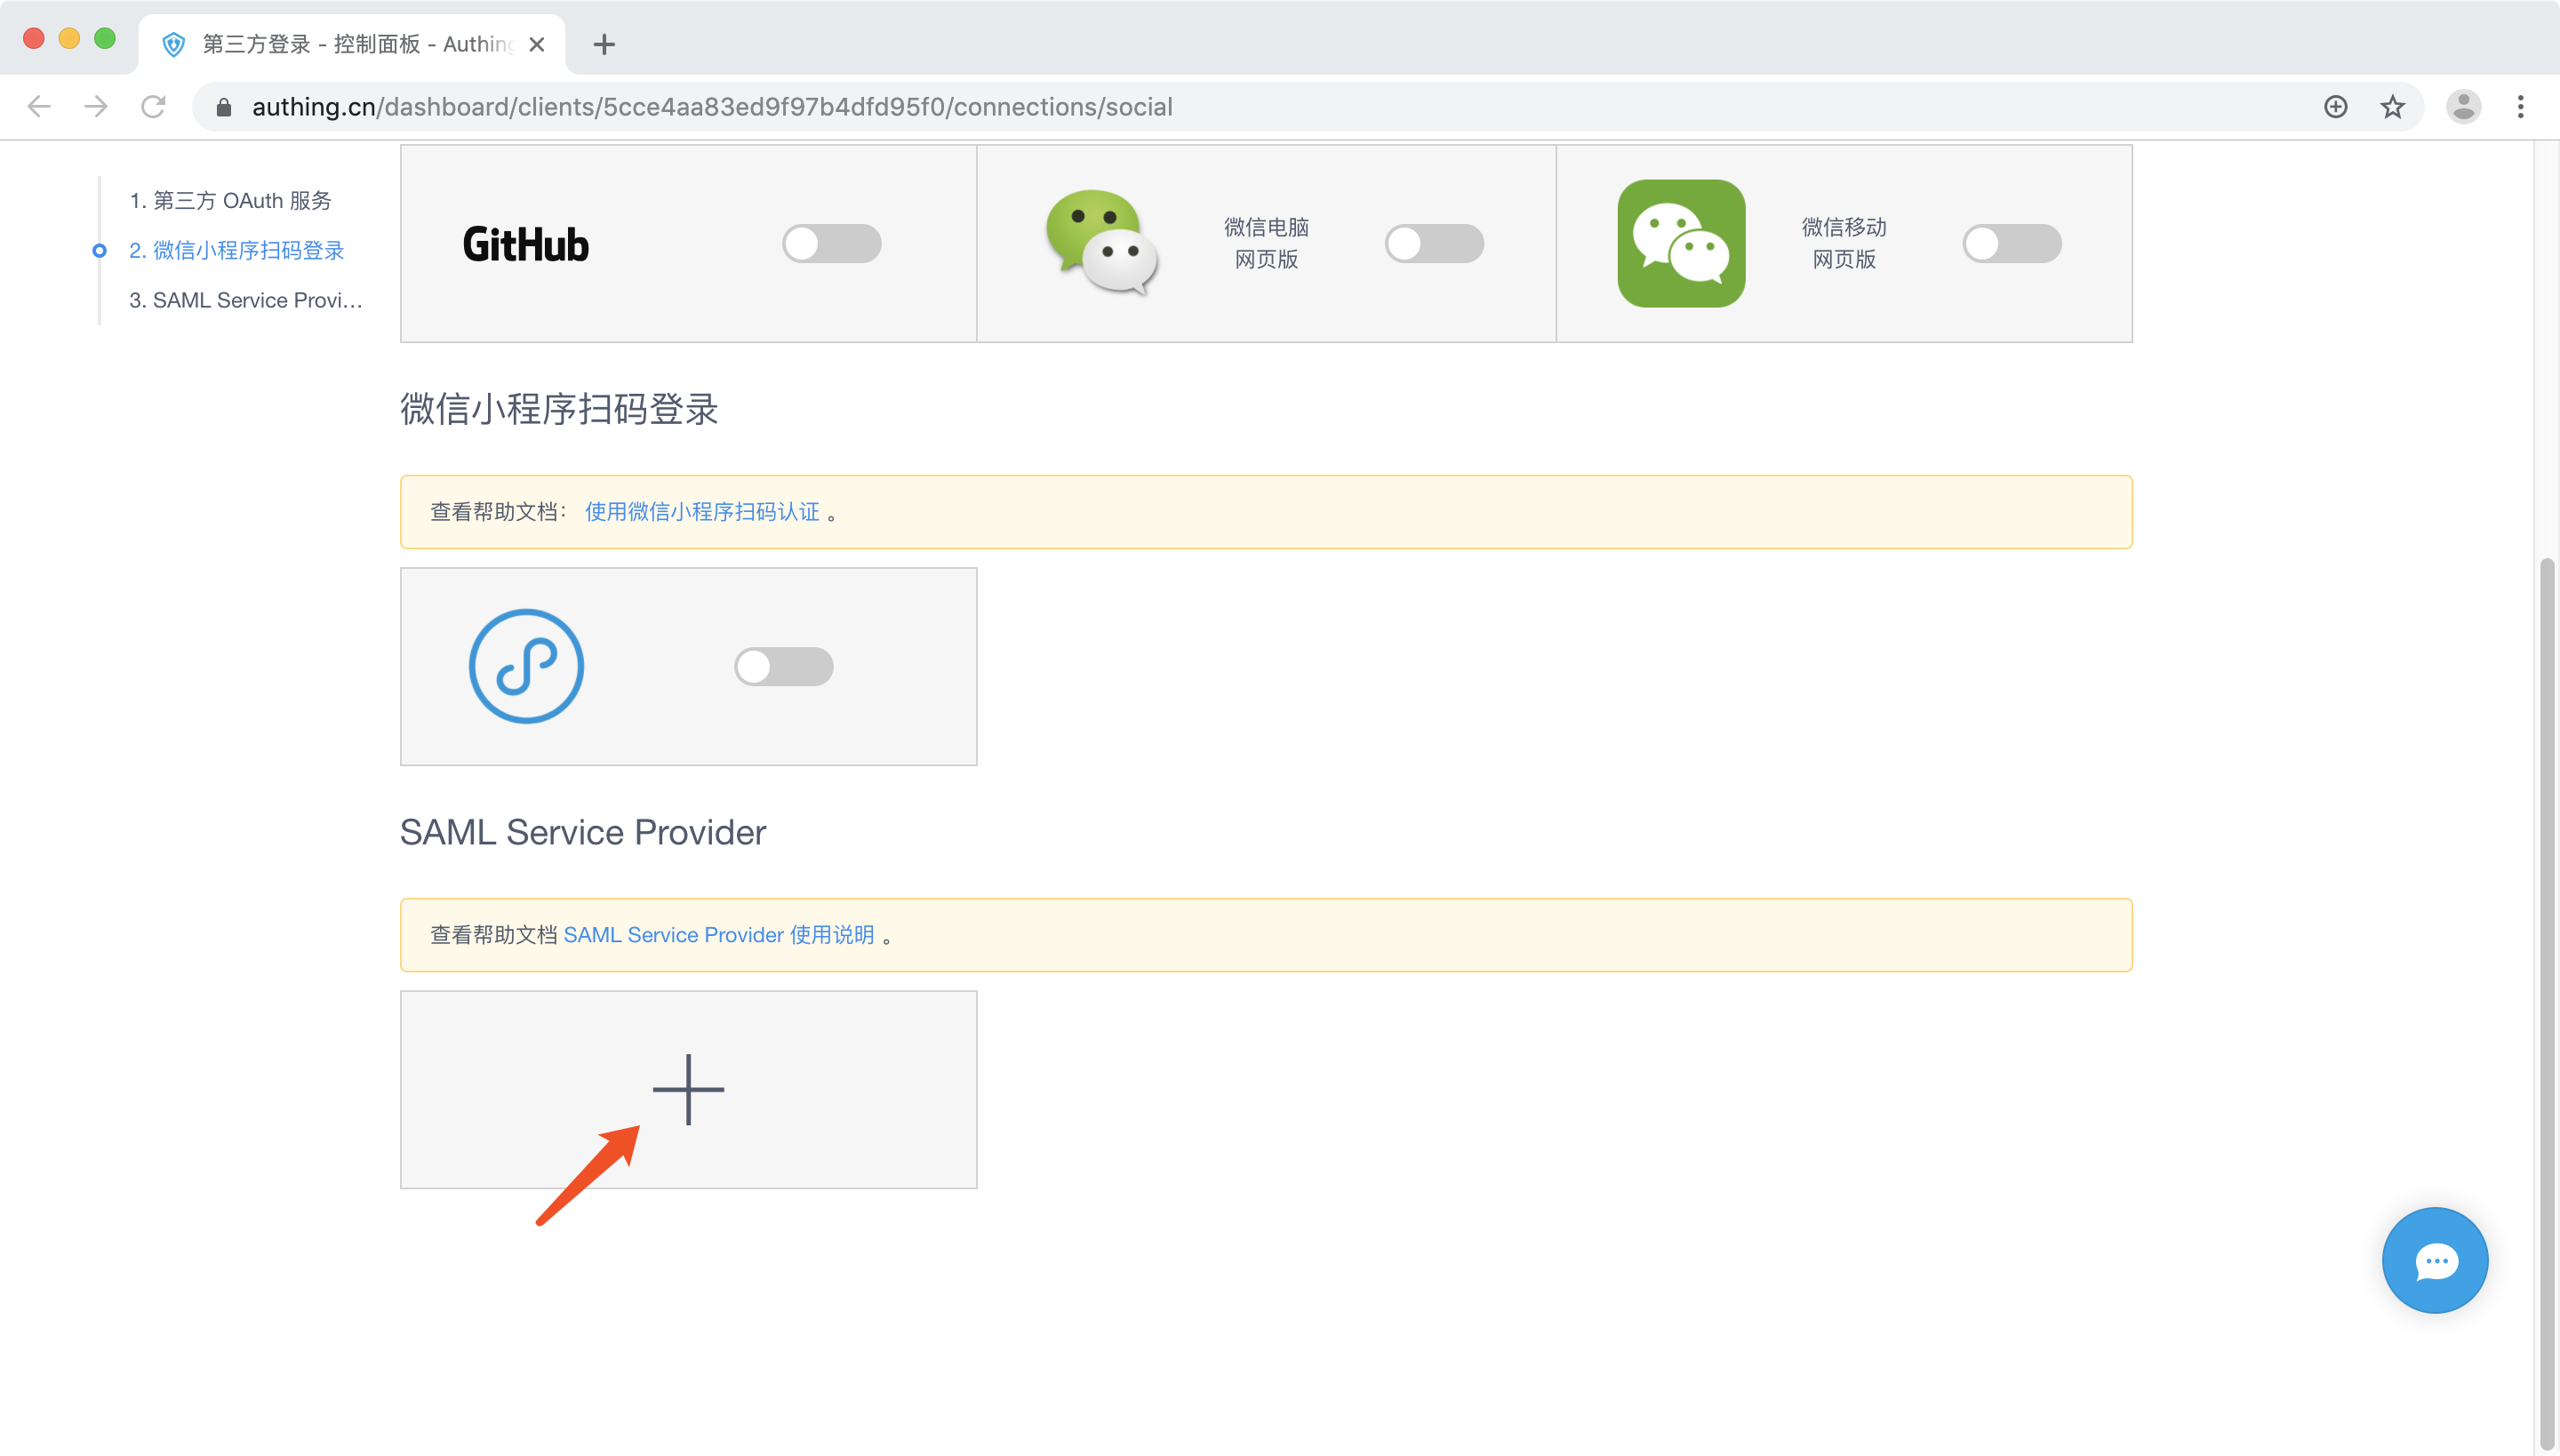 第三方登录 - 控制面板 - Authing
authing.cn/dashboard/clients/5cce4aa83ed9f97b4dfd95f0/connections/social
1. 第三方 OAuth 服务
2. 微信小程序扫码登录
3. SAML Service Provi...
GitHub
微信电脑
网页版
微信移动
网页版
微信小程序扫码登录
查看帮助文档： 使用微信小程序扫码认证 。
SAML Service Provider
查看帮助文档 SAML Service Provider 使用说明 。